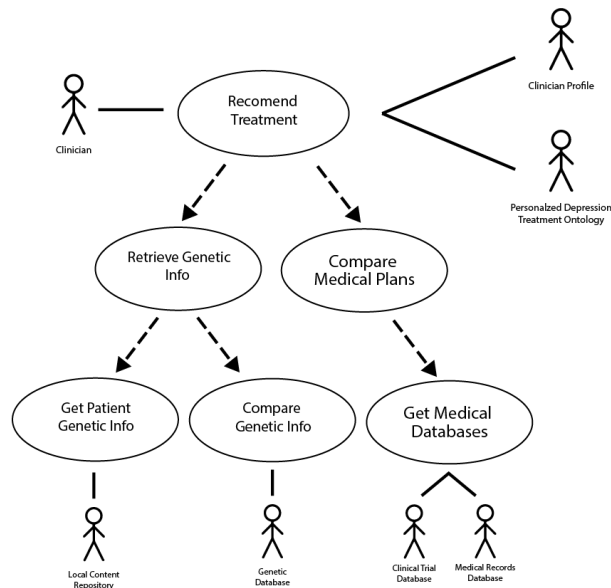 Recomend
Treatment
Clinician
Clinician Profile
Personalzed Depression
Treatment Ontology
Retrieve Genetic
Info
Compare
Medical Plans
Get Patient
Genetic Info
Compare
Genetic Info
Get Medical
Databases
Local Content
Repository
Genetic
Database
Clinical Trial
Database
Medical Records
Database